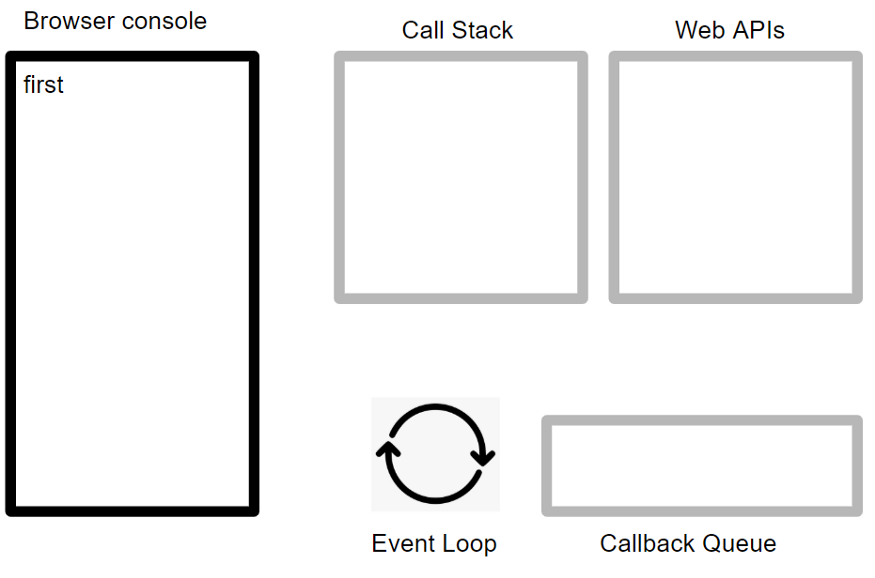 Browser console
first
Call Stack
Web APIs
Event Loop
Callback Queue